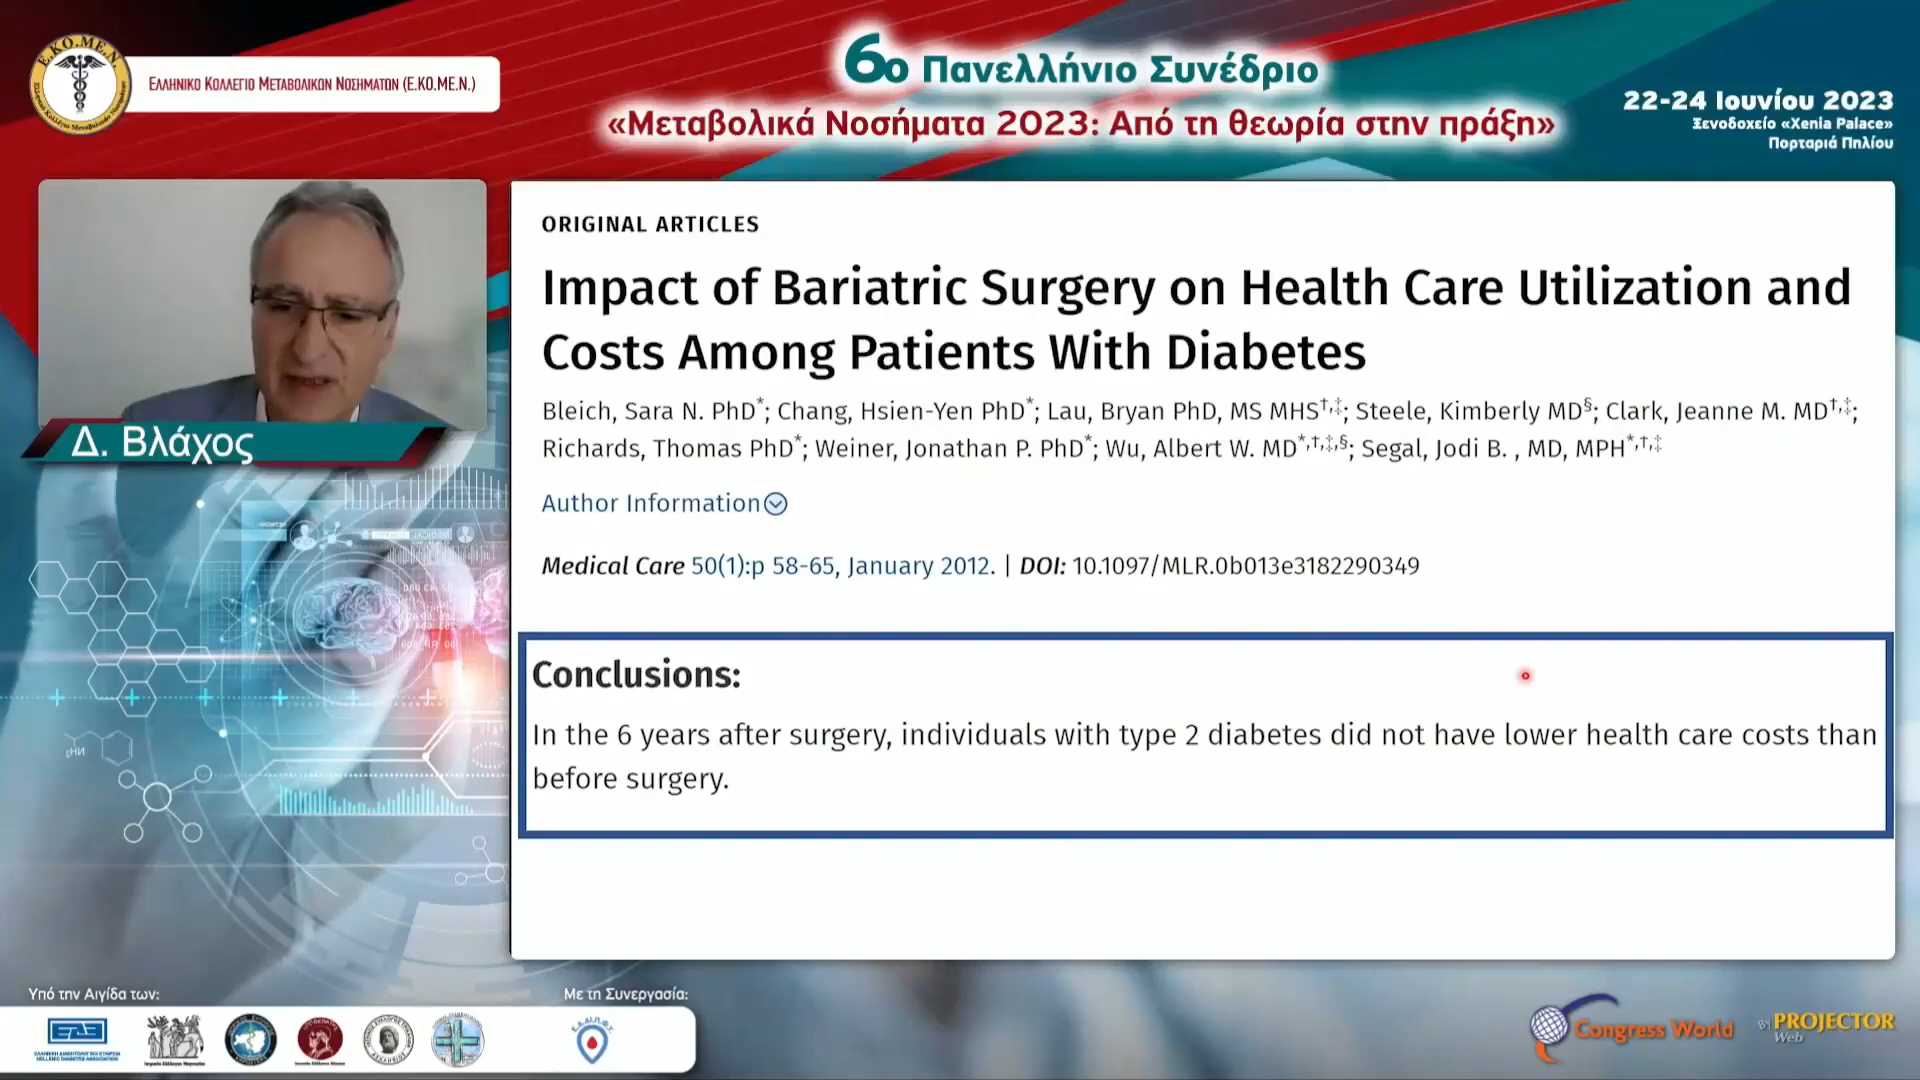 Ε.ΚΟ.ΜΕ.Ν.
ΕΛΛΗΝΙΚΟ ΚΟΛΛΕΓΙΟ ΜΕΤΑΒΟΛΙΚΩΝ ΝΟΣΗΜΑΤΩΝ (Ε.ΚΟ.ΜΕ.Ν.)
6ο Πανελλήνιο Συνέδριο
«Μεταβολικά Νοσήματα 2023: Από τη θεωρία στην πράξη»
22-24 Ιουνίου 2023
Ξενοδοχείο «Xenia Palace»
Πορταριά Πηλίου
Δ. Βλάχος
ORIGINAL ARTICLES
Impact of Bariatric Surgery on Health Care Utilization and
Costs Among Patients With Diabetes
Bleich, Sara N. PhD*; Chang, Hsien-Yen PhD*; Lau, Bryan PhD, MS MHS†,‡; Steele, Kimberly MD§; Clark, Jeanne M. MD†,‡;
Richards, Thomas PhD*; Weiner, Jonathan P. PhD*; Wu, Albert W. MD*,†,‡,§; Segal, Jodi B. , MD, MPH*,†,‡
Author Information
Medical Care 50(1):p 58-65, January 2012. | DOI: 10.1097/MLR.0b013e3182290349
Conclusions:
In the 6 years after surgery, individuals with type 2 diabetes did not have lower health care costs than
before surgery.
Υπό την Αιγίδα των:
Με τη Συνεργασία:
Congress World
BY PROJECTOR
Web